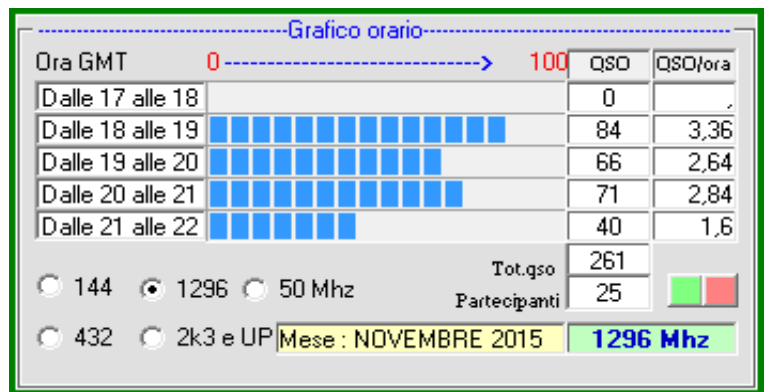 Grafico orario
Ora GMT 0 -----------------------------> 100 QSO QSO/ora
Dalle 17 alle 18 0 ,
Dalle 18 alle 19 84 3,36
Dalle 19 alle 20 66 2,64
Dalle 20 alle 21 71 2,84
Dalle 21 alle 22 40 1,6
Tot.qso 261
144 1296 50 Mhz Partecipanti 25
432 2k3 e UP Mese : NOVEMBRE 2015 1296 Mhz